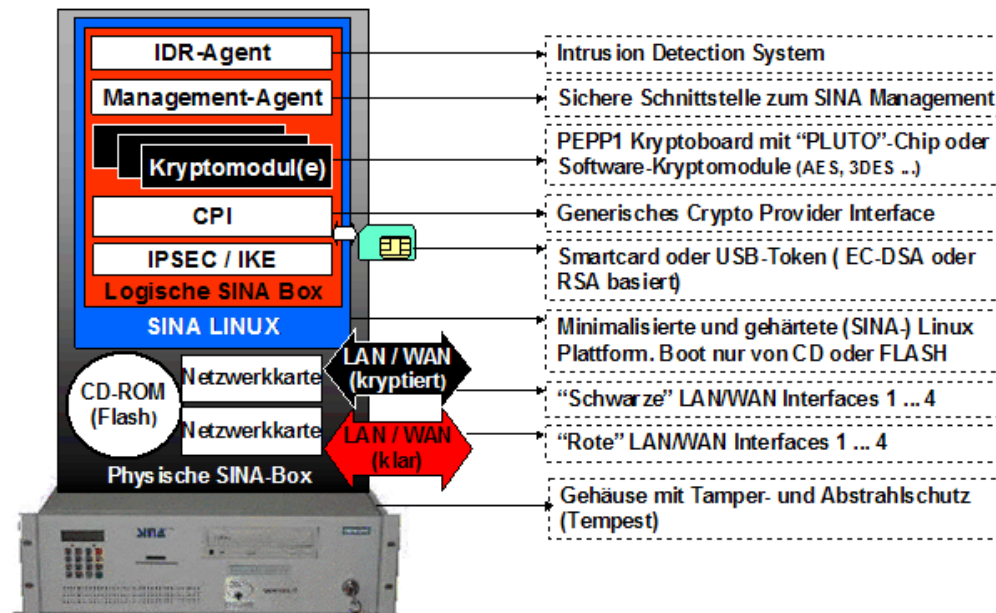 IDR-Agent
Management-Agent
Kryptomodul(e)
CPI
IPSEC / IKE
Logische SINA Box
SINA LINUX
CD-ROM
(Flash)
Netzwerkkarte
Netzwerkkarte
LAN / WAN
(kryptiert)
LAN / WAN
(klar)
Physische SINA-Box
SINA
Intrusion Detection System
Sichere Schnittstelle zum SINA Management
PEPP1 Kryptoboard mit “PLUTO”-Chip oder
Software-Kryptomodule (AES, 3DES ...)
Generisches Crypto Provider Interface
Smartcard oder USB-Token ( EC-DSA oder
RSA basiert)
Minimalisierte und gehärtete (SINA-) Linux
Plattform. Boot nur von CD oder FLASH
“Schwarze” LAN/WAN Interfaces 1 ... 4
“Rote” LAN/WAN Interfaces 1 ... 4
Gehäuse mit Tamper- und Abstrahlschutz
(Tempest)